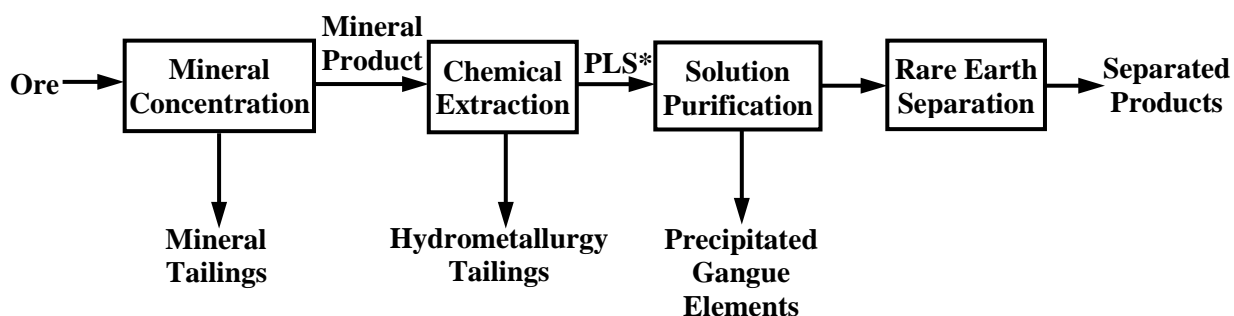 Ore
Mineral
Concentration
Mineral
Product
Chemical
Extraction
PLS*
Solution
Purification
Rare Earth
Separation
Separated
Products
Mineral
Tailings
Hydrometallurgy
Tailings
Precipitated
Gangue
Elements